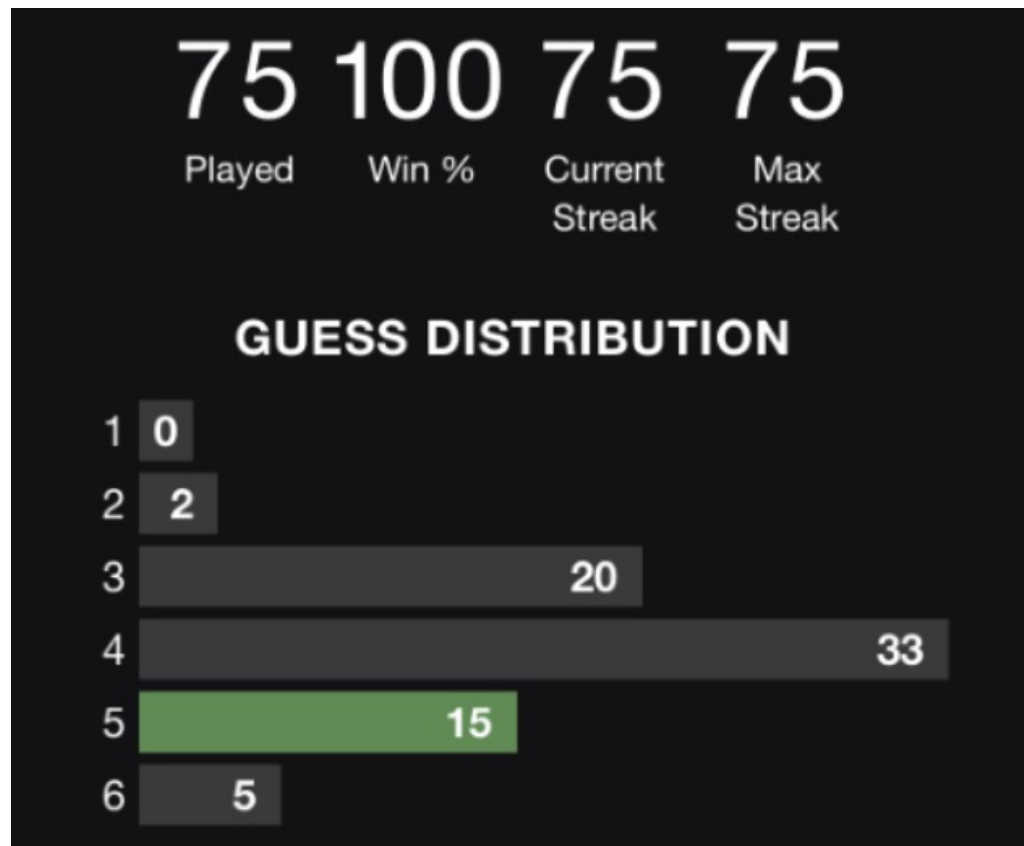 75 100 75 75
Played Win % Current Streak Max Streak
GUESS DISTRIBUTION
1 0
2 2
3 20
4 33
5 15
6 5